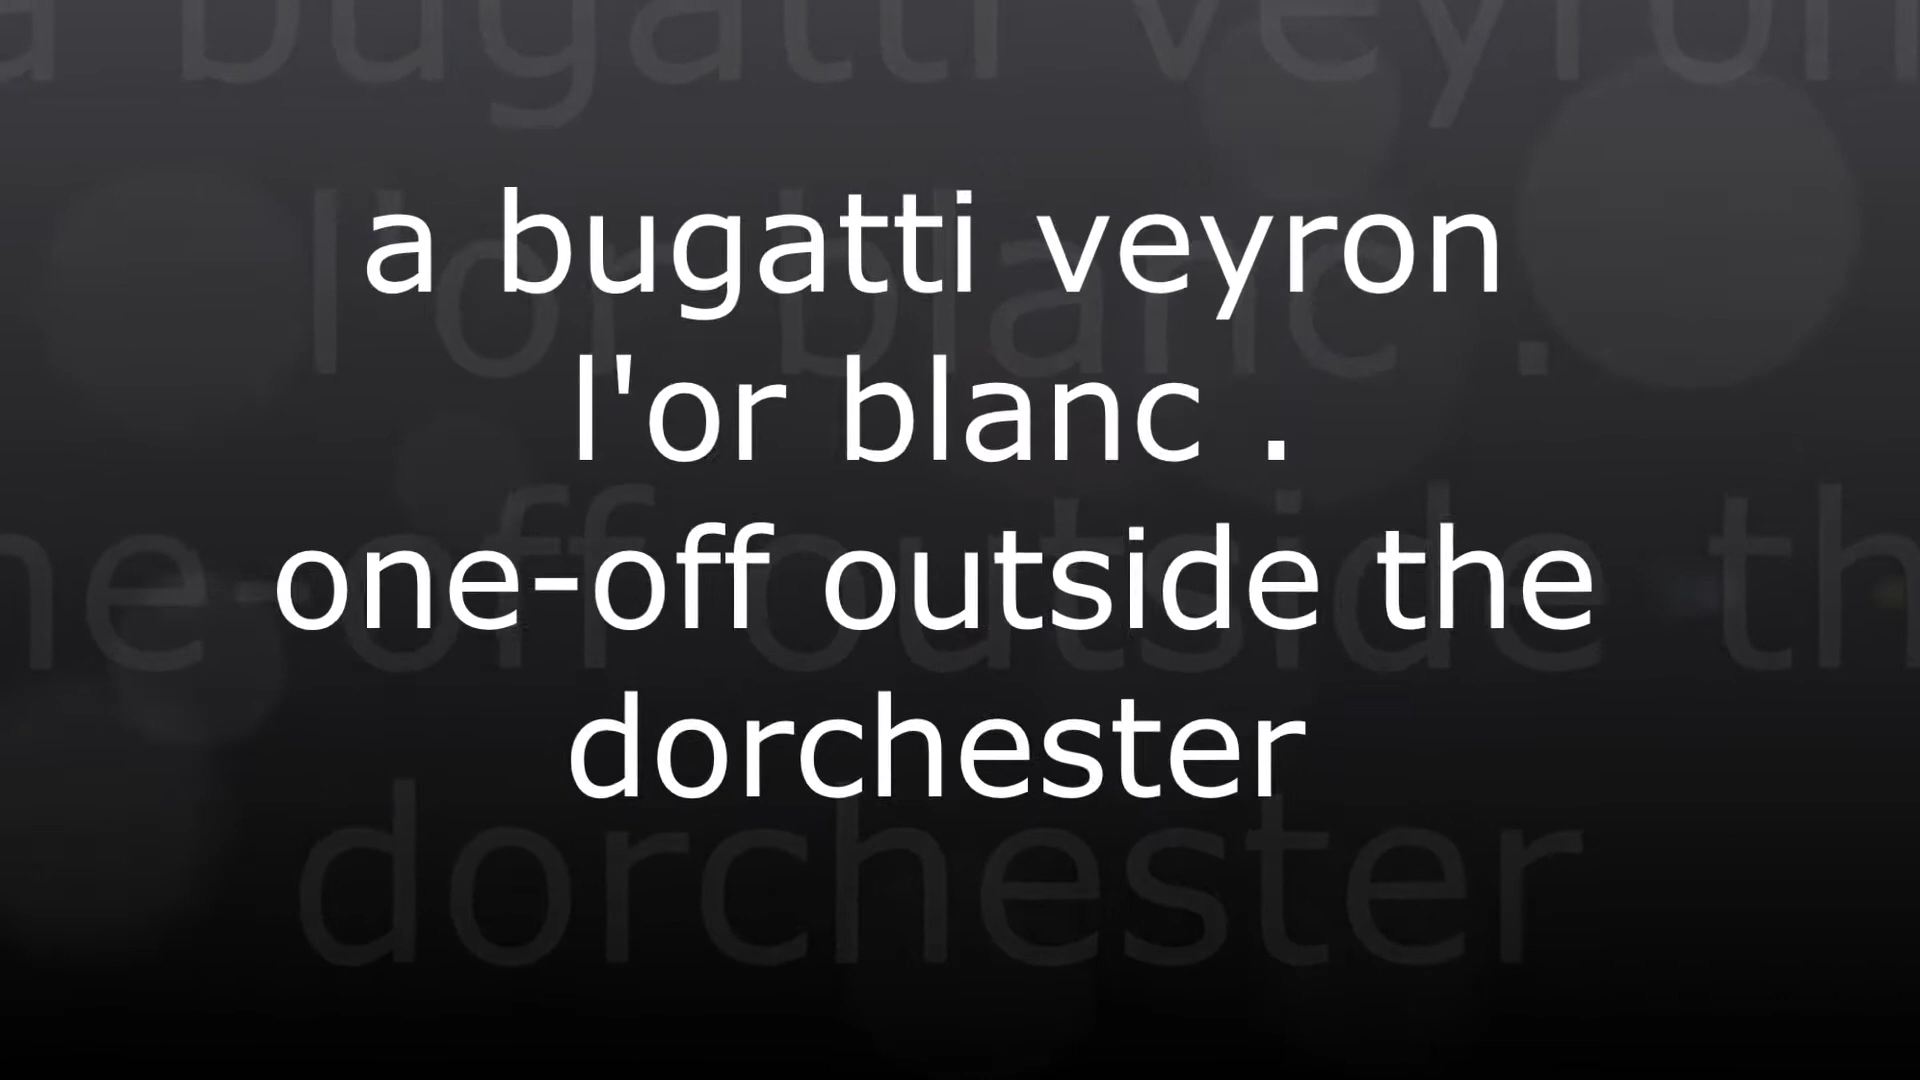 a bugatti veyron
l'or blanc .
one-off outside the
dorchester